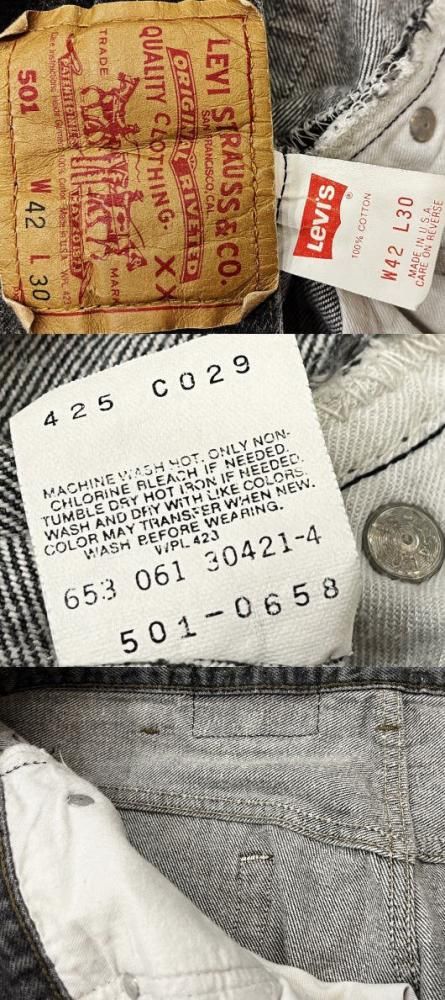 LEVI STRAUSS & CO.
SAN FRANCISCO, CAL.
ORIGINAL RIVETED
QUALITY CLOTHING
XX
TRADE MARK
501
W 42 L 30
Levi's
®
100% COTTON
W42 L30
MADE IN U.S.A.
CARE ON REVERSE
425 C029
MACHINE WASH HOT. ONLY NON-
CHLORINE BLEACH IF NEEDED.
TUMBLE DRY HOT IRON IF NEEDED.
WASH AND DRY WITH LIKE COLORS.
COLOR MAY TRANSFER WHEN NEW.
WASH BEFORE WEARING.
WPL 423
653 061 30421-4
501-0658